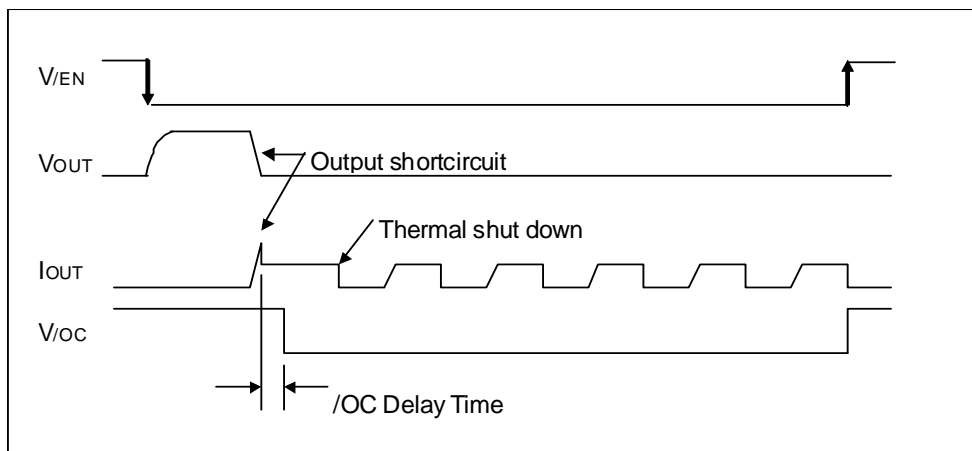 V/EN
VOUT
Output shortcircuit
Thermal shut down
IOUT
V/OC
/OC Delay Time